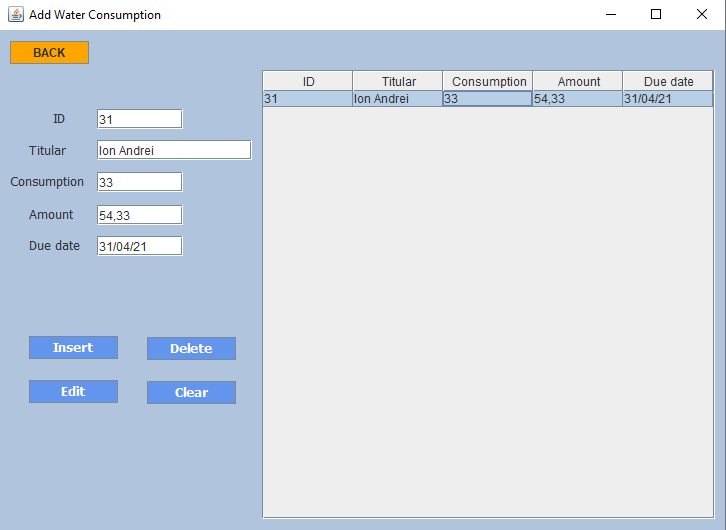 Add Water Consumption
BACK
ID
31
Titular
Ion Andrei
Consumption
33
Amount
54,33
Due date
31/04/21
Insert
Delete
Edit
Clear
ID Titular Consumption Amount Due date
31 Ion Andrei 33 54,33 31/04/21